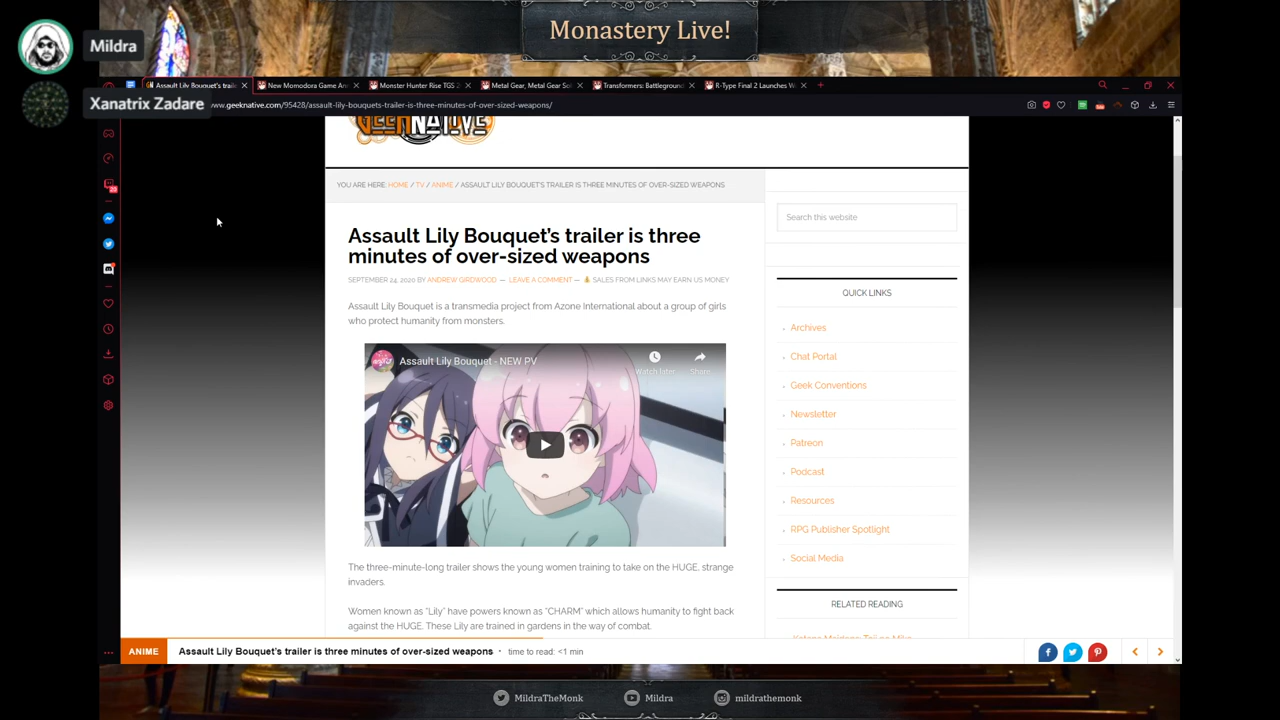 Monastery Live!
Mildra
Xanatrix Zadare
Assault Lily Bouquet's trail
New Momodora Game An
Monster Hunter Rise TGS 2
Metal Gear, Metal Gear Sol
Transformers: Battleground
R-Type Final 2 Launches W
www.geeknative.com/95428/assault-lily-bouquets-trailer-is-three-minutes-of-over-sized-weapons/
GEEKNATIVE
YOU ARE HERE: HOME / TV / ANIME / ASSAULT LILY BOUQUET'S TRAILER IS THREE MINUTES OF OVER-SIZED WEAPONS
Assault Lily Bouquet's trailer is three
minutes of over-sized weapons
SEPTEMBER 24, 2020 BY ANDREW GIRDWOOD — LEAVE A COMMENT — SALES FROM LINKS MAY EARN US MONEY
Assault Lily Bouquet is a transmedia project from Azone International about a group of girls
who protect humanity from monsters.
Assault Lily Bouquet - NEW PV
Watch later
Share
The three-minute-long trailer shows the young women training to take on the HUGE, strange
invaders.
Women known as "Lily" have powers known as "CHARM" which allows humanity to fight back
against the HUGE. These Lily are trained in gardens in the way of combat.
Search this website
QUICK LINKS
Archives
Chat Portal
Geek Conventions
Newsletter
Patreon
Podcast
Resources
RPG Publisher Spotlight
Social Media
RELATED READING
ANIME
Assault Lily Bouquet's trailer is three minutes of over-sized weapons • time to read: <1 min
MildraTheMonk
Mildra
mildrathemonk